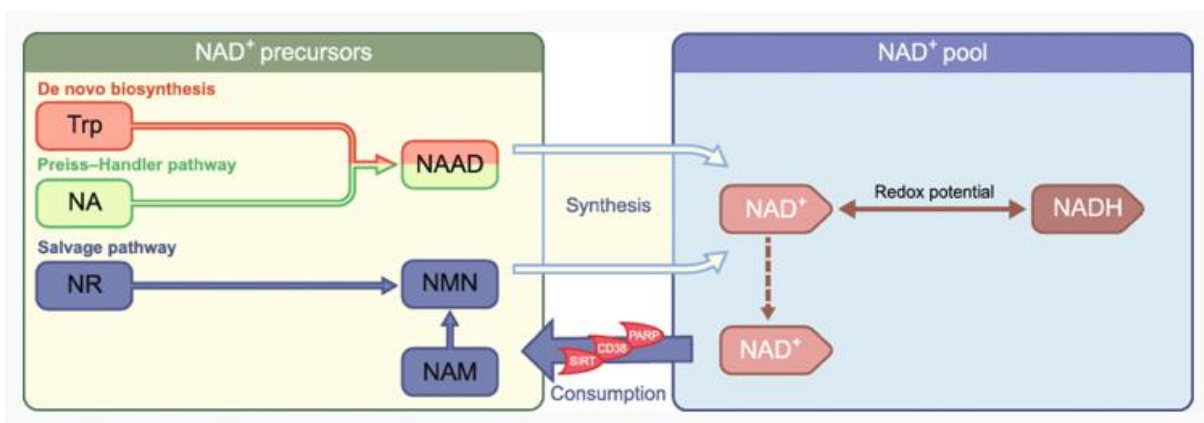 NAD⁺ precursors
De novo biosynthesis
Trp
Preiss–Handler pathway
NA
NAAD
Salvage pathway
NR
NMN
NAM
Synthesis
PARP
CD38
SIRT
Consumption
NAD⁺ pool
NAD⁺
Redox potential
NADH
NAD⁺